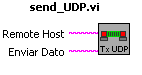 send_UDP.vi
Remote Host
Enviar Dato
Tx UDP